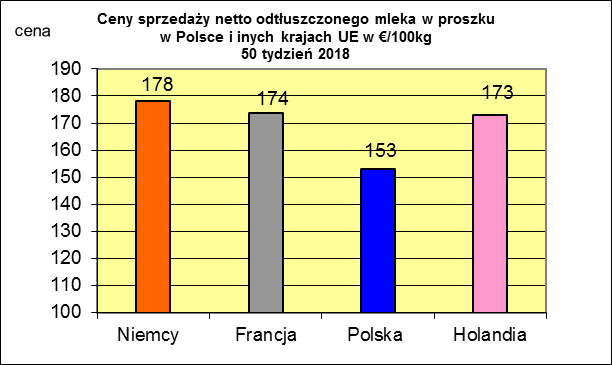 Ceny sprzedaży netto odtłuszczonego mleka w proszku
w Polsce i inych krajach UE w €/100kg
50 tydzień 2018
cena
190
180
170
160
150
140
130
120
110
100
178
174
153
173
Niemcy
Francja
Polska
Holandia